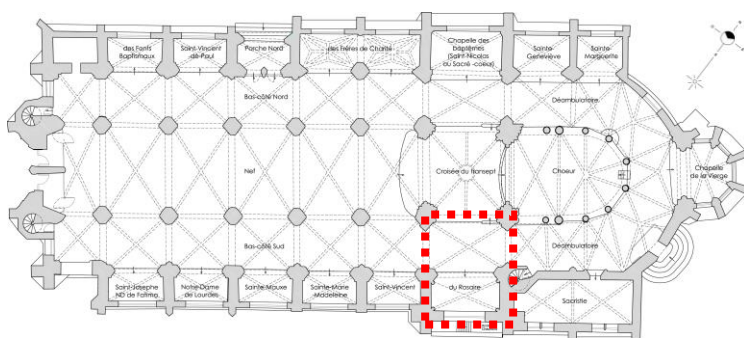 des Fonts
Baptismaux
Saint-Vincent
-de-Paul
Porche Nord
des Frères de Charité
Chapelle des
baptêmes
(Saint-Nicolas
ou Sacré-coeur)
Sainte
Geneviève
Sainte
Marguerite
Bas-côté Nord
Déambulatoire
Nef
Croisée du Transept
Choeur
Chapelle
de la Vierge
Bas-côté Sud
Déambulatoire
Saint-Josephe
ND de Fatima
Notre-Dame
de Lourdes
Sainte-Mauxe
Sainte-Marie
Madeleine
Saint-Vincent
du Rosaire
Sacristie